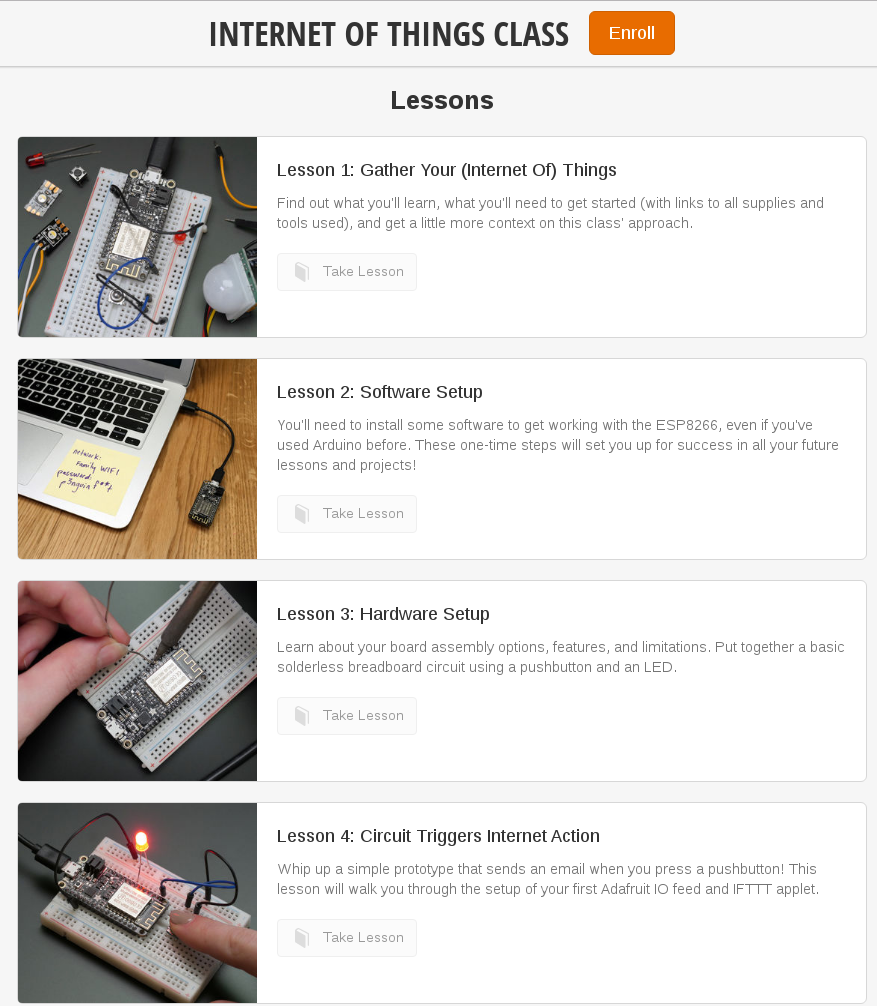 INTERNET OF THINGS CLASS
Enroll
Lessons
Lesson 1: Gather Your (Internet Of) Things
Find out what you'll learn, what you'll need to get started (with links to all supplies and
tools used), and get a little more context on this class' approach.
Take Lesson
network:
Family WIFI
password:
Lesson 2: Software Setup
You'll need to install some software to get working with the ESP8266, even if you've
used Arduino before. These one-time steps will set you up for success in all your future
lessons and projects!
Take Lesson
Lesson 3: Hardware Setup
Learn about your board assembly options, features, and limitations. Put together a basic
solderless breadboard circuit using a pushbutton and an LED.
Take Lesson
Lesson 4: Circuit Triggers Internet Action
Whip up a simple prototype that sends an email when you press a pushbutton! This
lesson will walk you through the setup of your first Adafruit IO feed and IFTTT applet.
Take Lesson